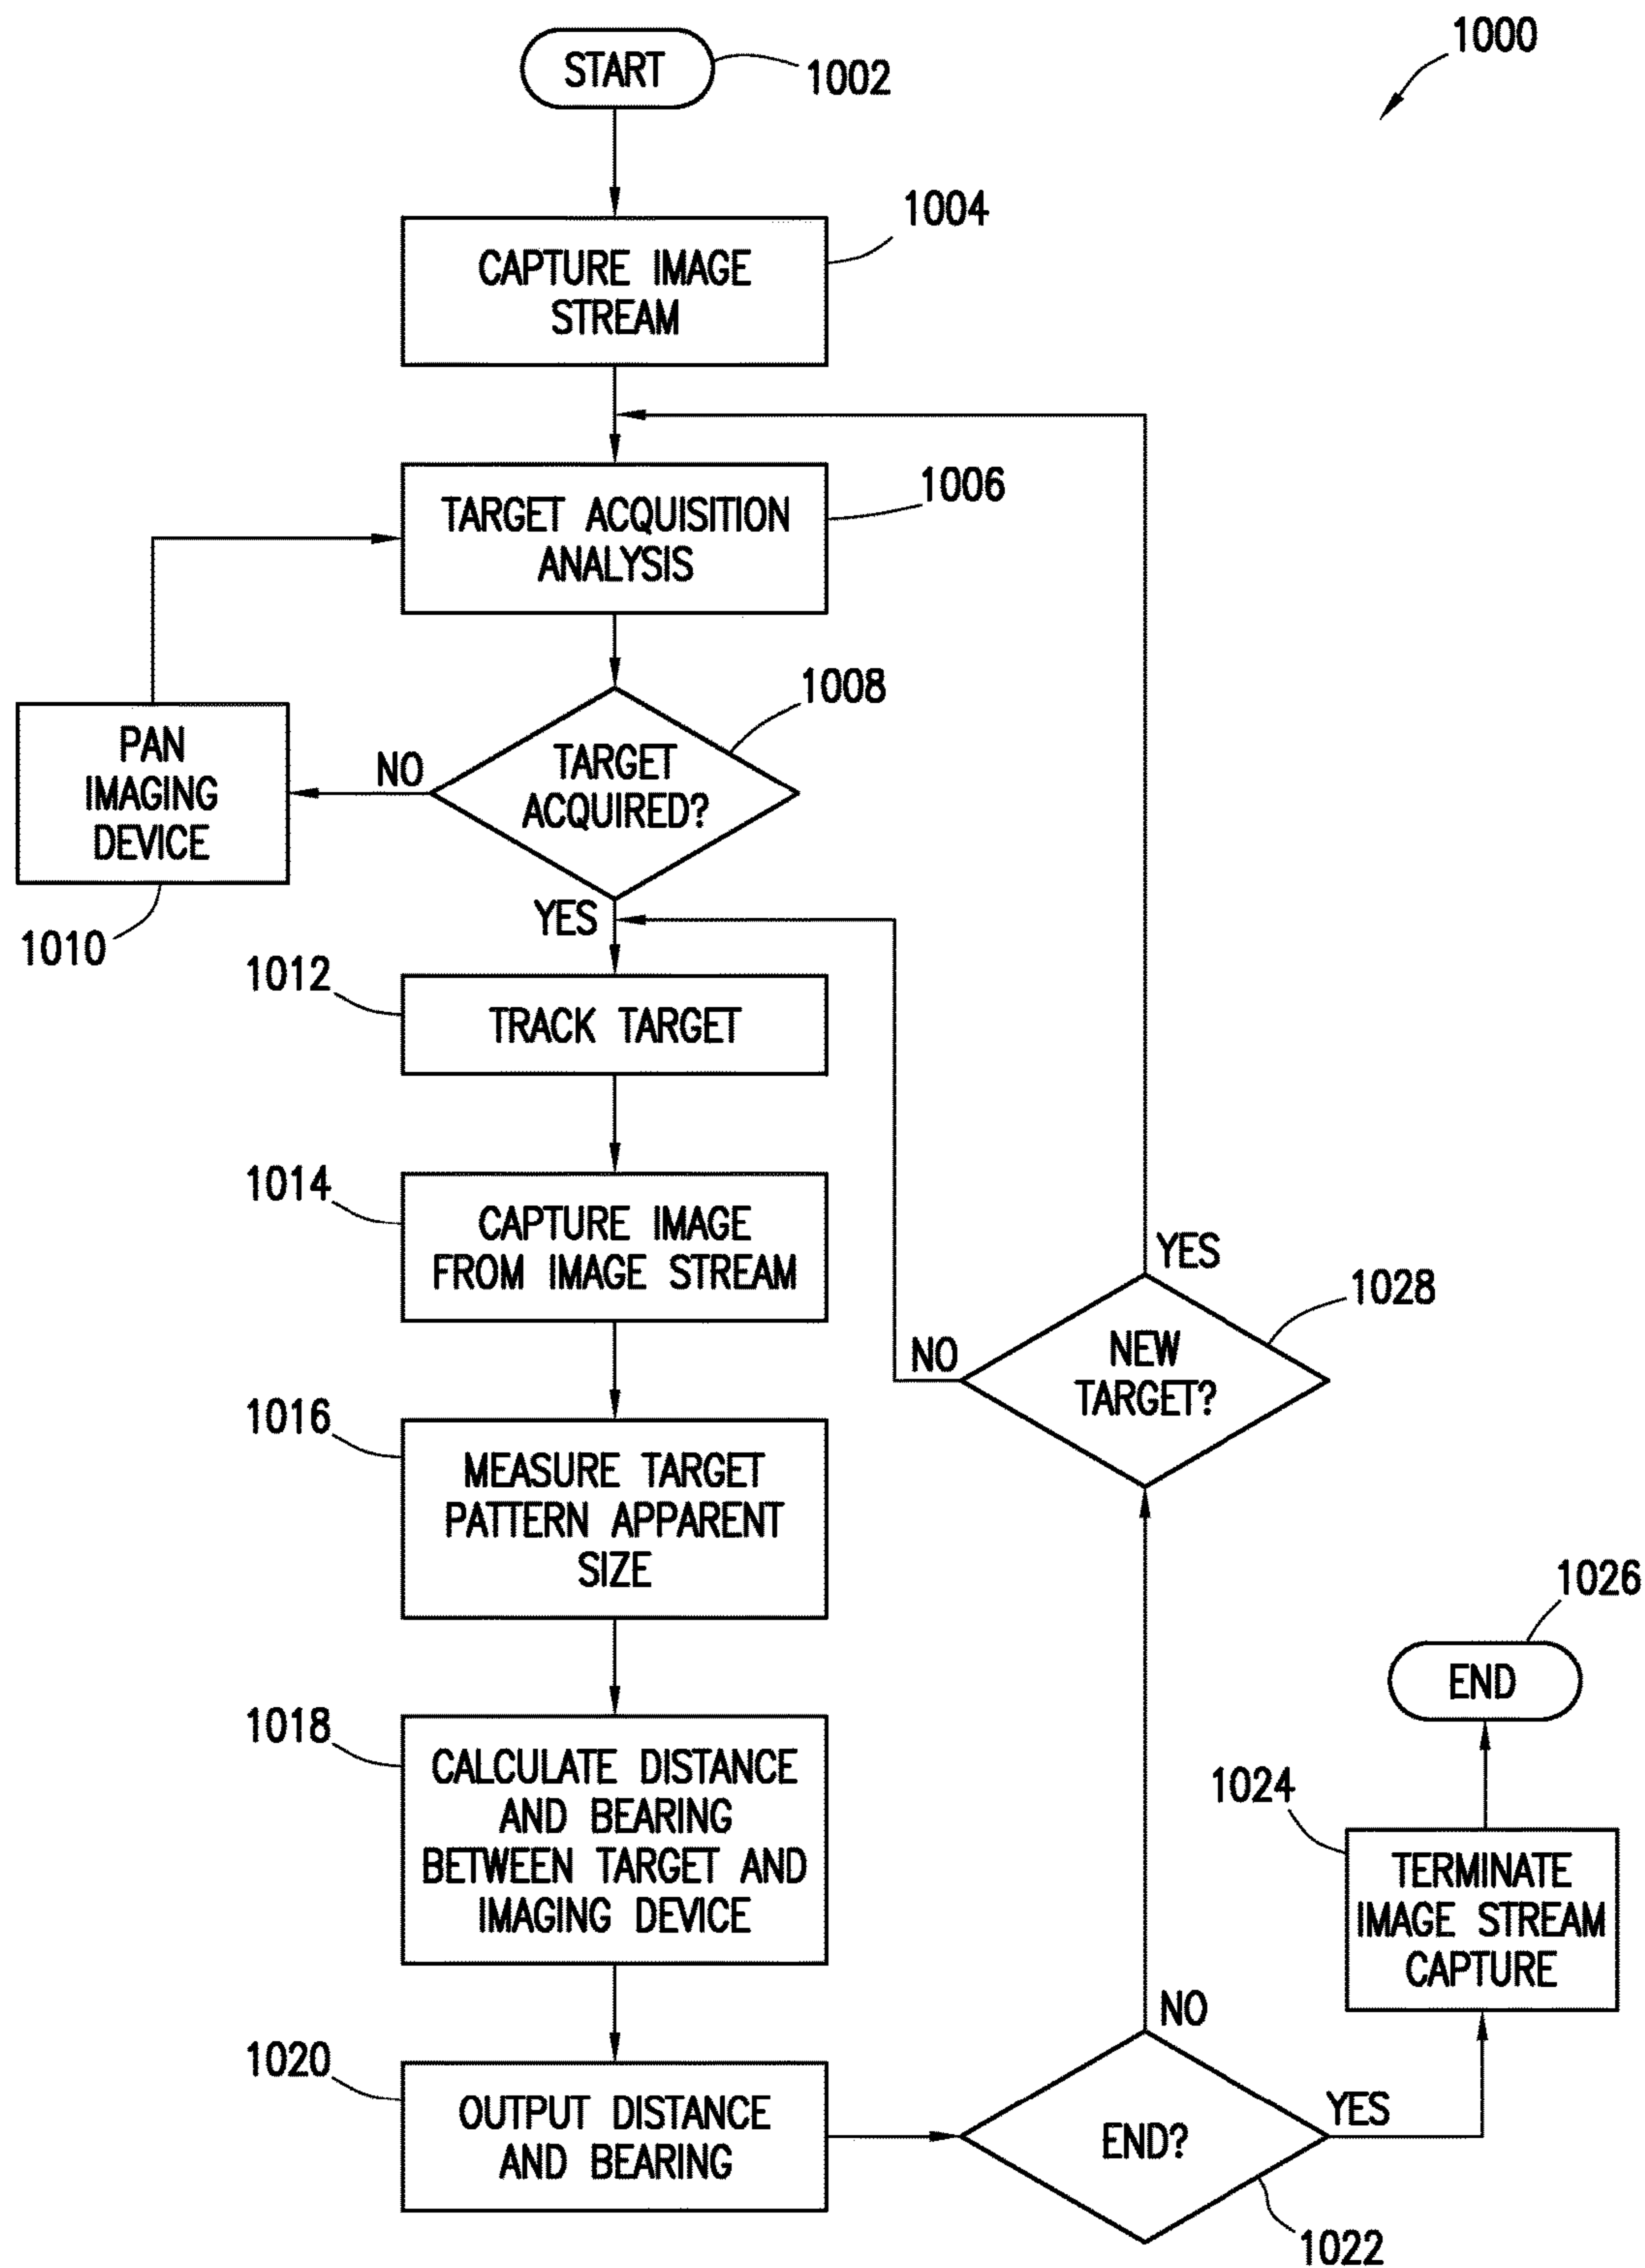 1000
START
1002
1004
CAPTURE IMAGE
STREAM
1006
TARGET ACQUISITION
ANALYSIS
1008
TARGET
ACQUIRED?
NO
PAN
IMAGING
DEVICE
1010
YES
1012
TRACK TARGET
1014
CAPTURE IMAGE
FROM IMAGE STREAM
1016
MEASURE TARGET
PATTERN APPARENT
SIZE
1018
CALCULATE DISTANCE
AND BEARING
BETWEEN TARGET AND
IMAGING DEVICE
1020
OUTPUT DISTANCE
AND BEARING
END?
1022
NO
YES
NEW
TARGET?
1028
YES
NO
1024
TERMINATE
IMAGE STREAM
CAPTURE
END
1026